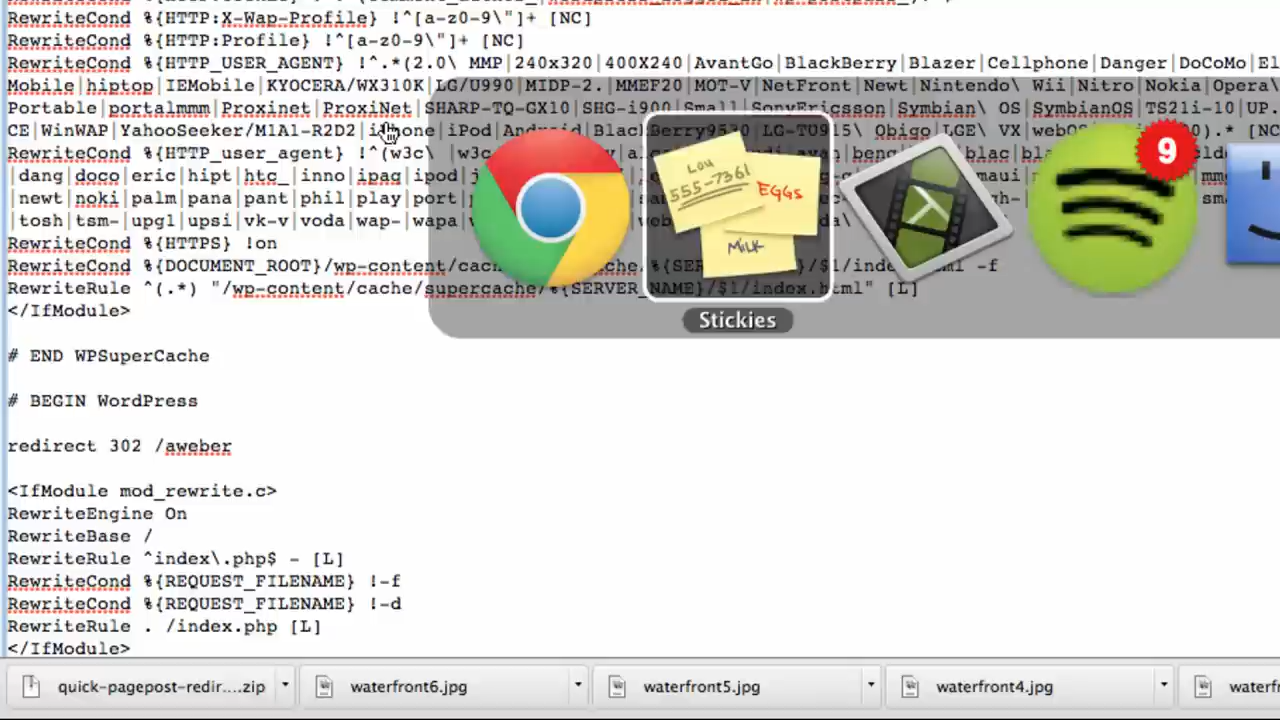 RewriteCond %{HTTP:X-Wap-Profile} !^[a-z0-9\"]+ [NC]
RewriteCond %{HTTP:Profile} !^[a-z0-9\"]+ [NC]
RewriteCond %{HTTP_USER_AGENT} !^.*(2.0\ MMP|240x320|400X240|AvantGo|BlackBerry|Blazer|Cellphone|Danger|DoCoMo|El
Mobile|hiptop|IEMobile|KYOCERA/WX310K|LG/U990|MIDP-2.|MMEF20|MOT-V|NetFront|Newt|Nintendo\ Wii|Nitro|Nokia|Opera\
Portable|portalmmm|Proxinet|ProxiNet|SHARP-TQ-GX10|SHG-i900|Small|SonyEricsson|Symbian\ OS|SymbianOS|TS21i-10|UP.
CE|WinWAP|YahooSeeker/M1A1-R2D2|iPhone|iPod|Android|BlackBerry9530|LG-TU915\ Obigo|LGE\ VX|webOS
RewriteCond %{HTTP_user_agent} !^(w3c\ |w3c
|dang|doco|eric|hipt|htc_|inno|ipaq|ipod|
|newt|noki|palm|pana|pant|phil|play|port|
|tosh|tsm-|upg1|upsi|vk-v|voda|wap-|wapa
RewriteCond %{HTTPS} !on
RewriteCond %{DOCUMENT_ROOT}/wp-content/cac
RewriteRule ^(.*) "/wp-content/cache/supercache/%{SERVER_NAME}/$1/index.html" [L]
</IfModule>
# END WPSuperCache
# BEGIN WordPress
redirect 302 /aweber
<IfModule mod_rewrite.c>
RewriteEngine On
RewriteBase /
RewriteRule ^index\.php$ - [L]
RewriteCond %{REQUEST_FILENAME} !-f
RewriteCond %{REQUEST_FILENAME} !-d
RewriteRule . /index.php [L]
</IfModule>
Lou
555-7361
EGGS
MILK
9
Stickies
quick-pagepost-redir....zip
waterfront6.jpg
waterfront5.jpg
waterfront4.jpg
waterf